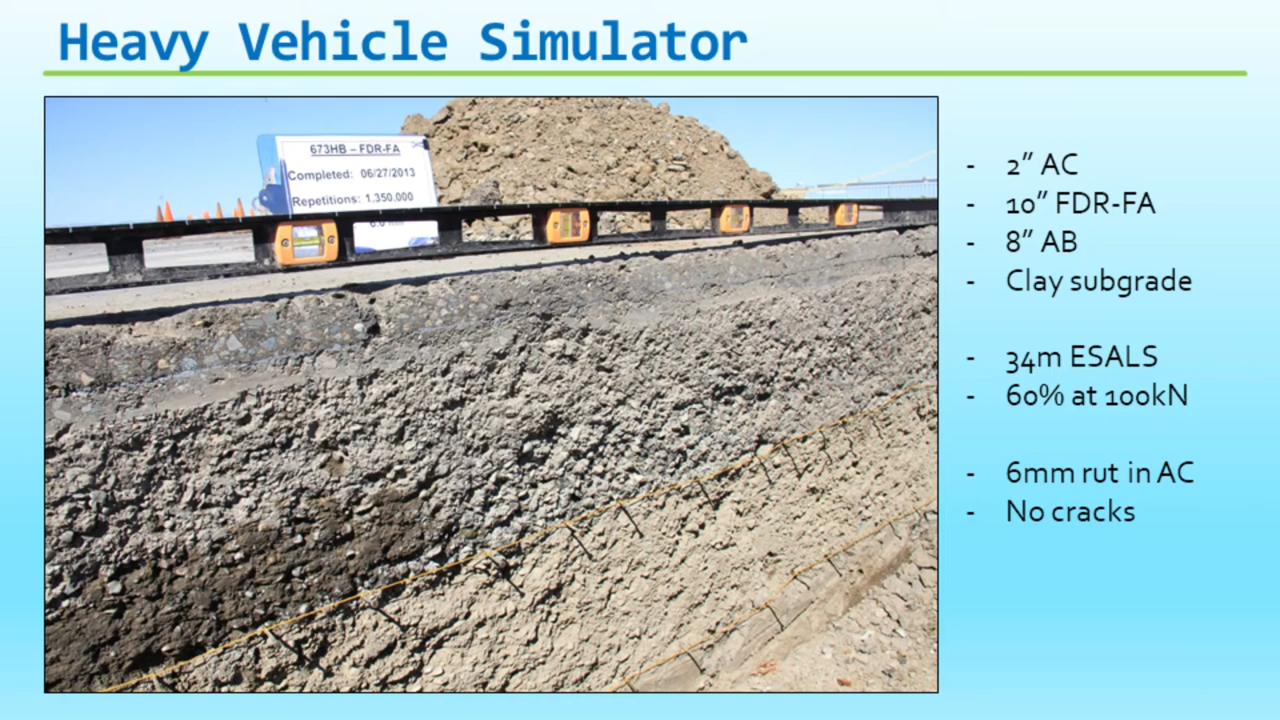 Heavy Vehicle Simulator
673HB – FDR-FA
Completed: 06/27/2013
Repetitions: 1,350,000
- 2” AC
- 10” FDR-FA
- 8” AB
- Clay subgrade
- 34m ESALS
- 60% at 100kN
- 6mm rut in AC
- No cracks